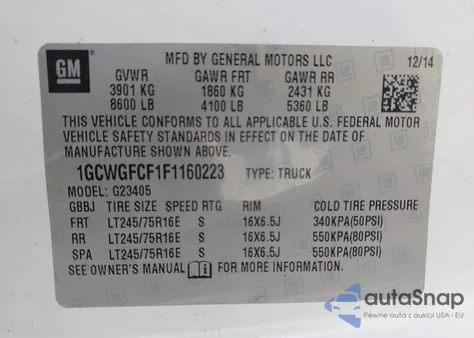 GM
MFD BY GENERAL MOTORS LLC 12/14
GVWR GAWR FRT GAWR RR
3901 KG 1860 KG 2431 KG
8600 LB 4100 LB 5360 LB
THIS VEHICLE CONFORMS TO ALL APPLICABLE U.S. FEDERAL MOTOR
VEHICLE SAFETY STANDARDS IN EFFECT ON THE DATE OF
MANUFACTURE SHOWN ABOVE.
1GCWGFCF1F1160223 TYPE: TRUCK
MODEL: G23405
GBBJ TIRE SIZE SPEED RTG RIM COLD TIRE PRESSURE
FRT LT245/75R16E S 16X6.5J 340KPA(50PSI)
RR LT245/75R16E S 16X6.5J 550KPA(80PSI)
SPA LT245/75R16E S 16X6.5J 550KPA(80PSI)
SEE OWNER'S MANUAL FOR MORE INFORMATION.
autaSnap
Pewne auta z aukcji USA i EU